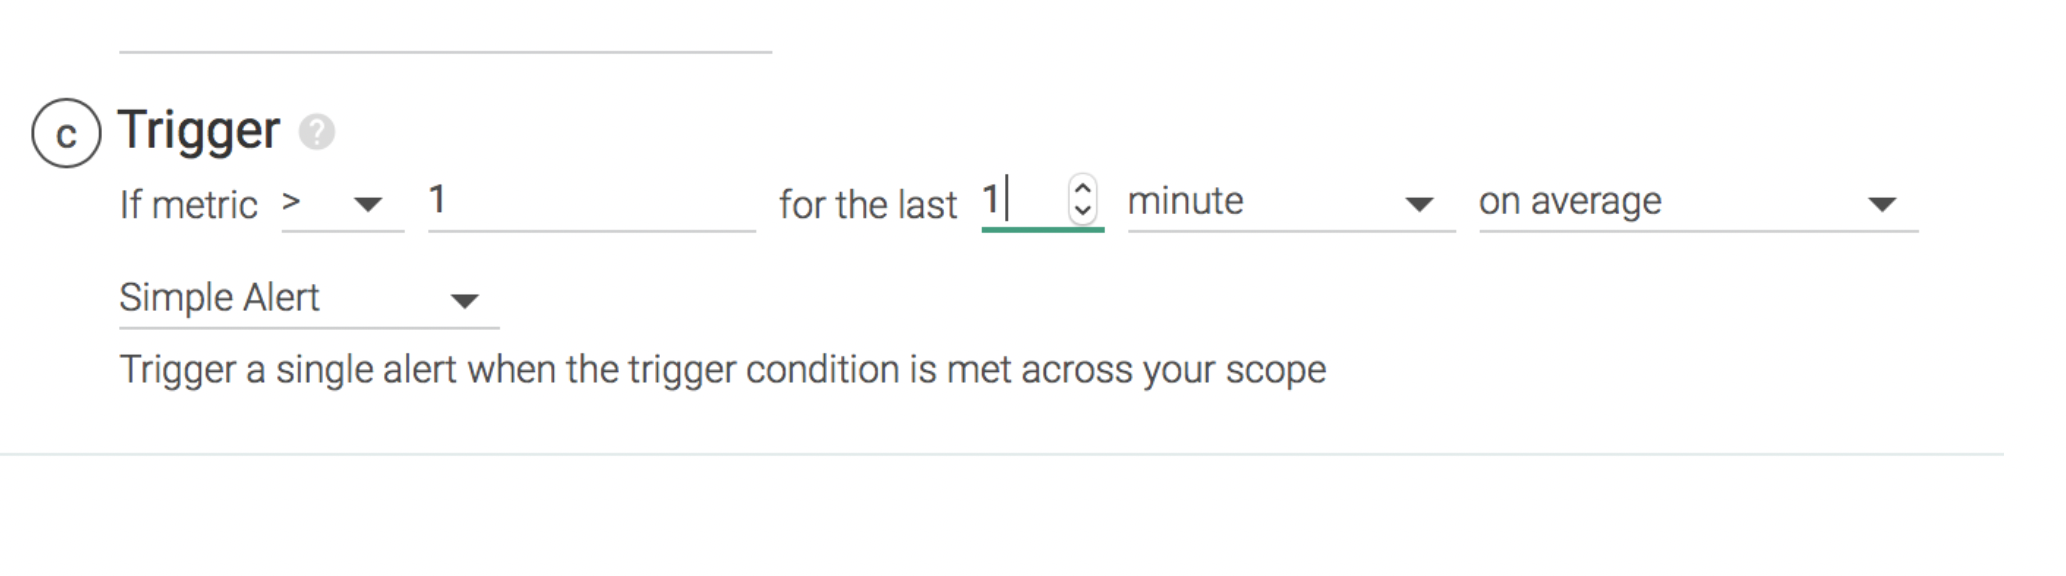 c Trigger ?
If metric > 1 for the last 1 minute on average
Simple Alert
Trigger a single alert when the trigger condition is met across your scope